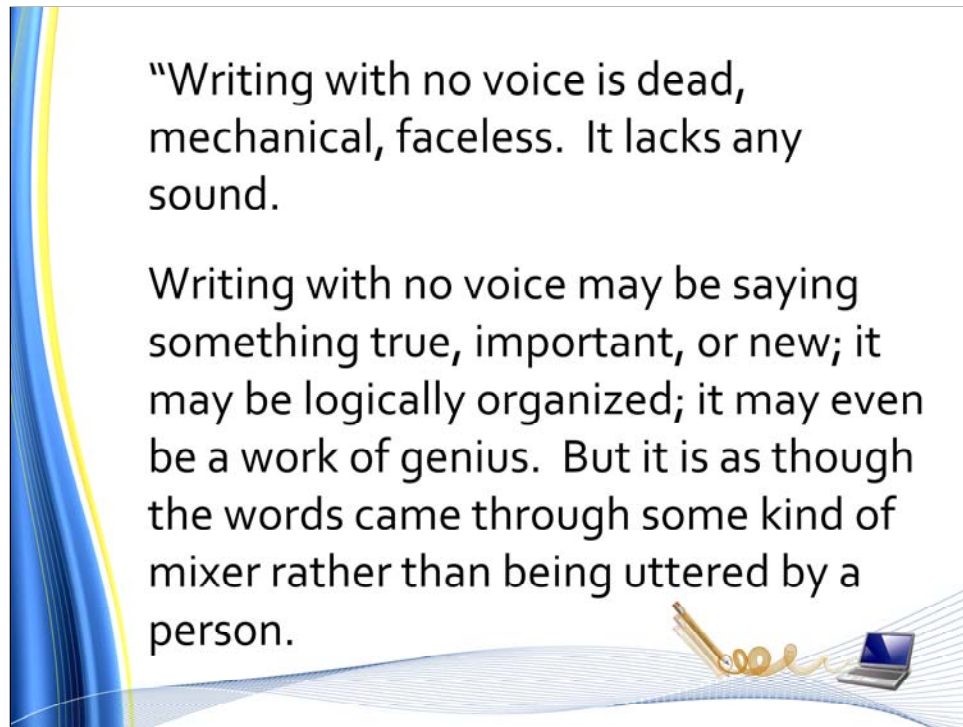 “Writing with no voice is dead,
mechanical, faceless.  It lacks any
sound.
Writing with no voice may be saying
something true, important, or new; it
may be logically organized; it may even
be a work of genius.  But it is as though
the words came through some kind of
mixer rather than being uttered by a
person.